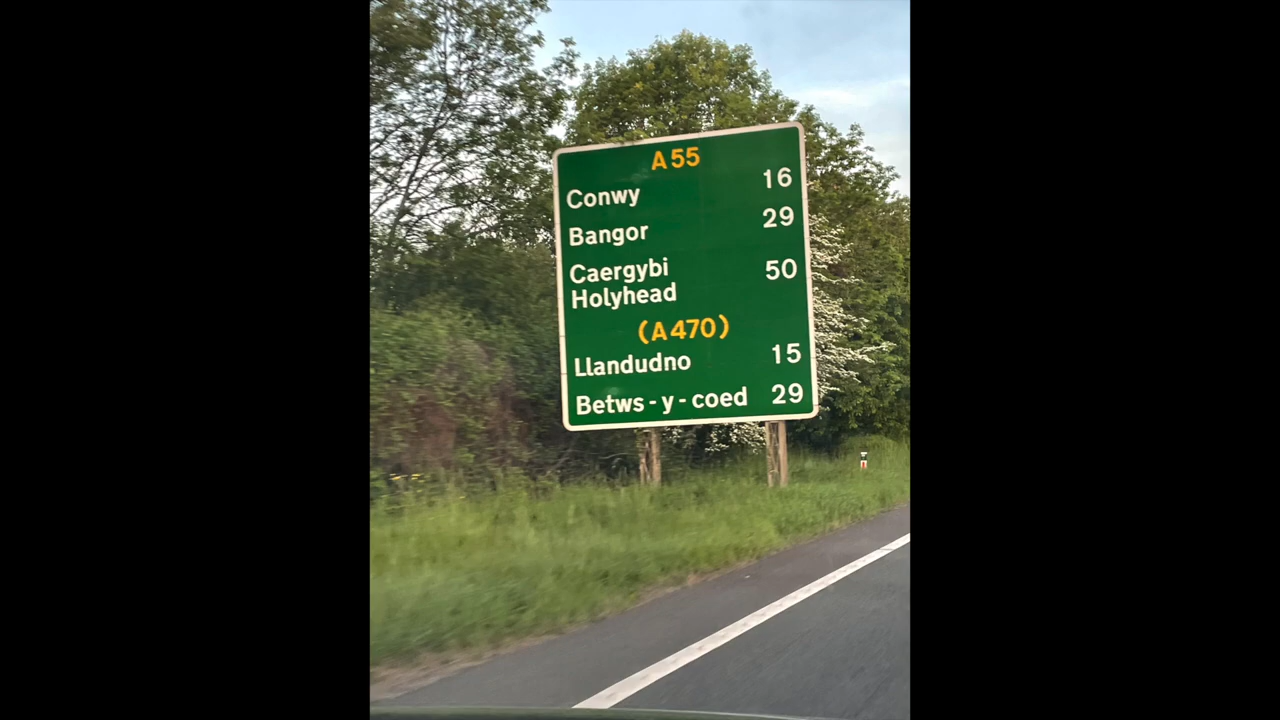 A55
Conwy 16
Bangor 29
Caergybi 50
Holyhead
(A470)
Llandudno 15
Betws-y-coed 29